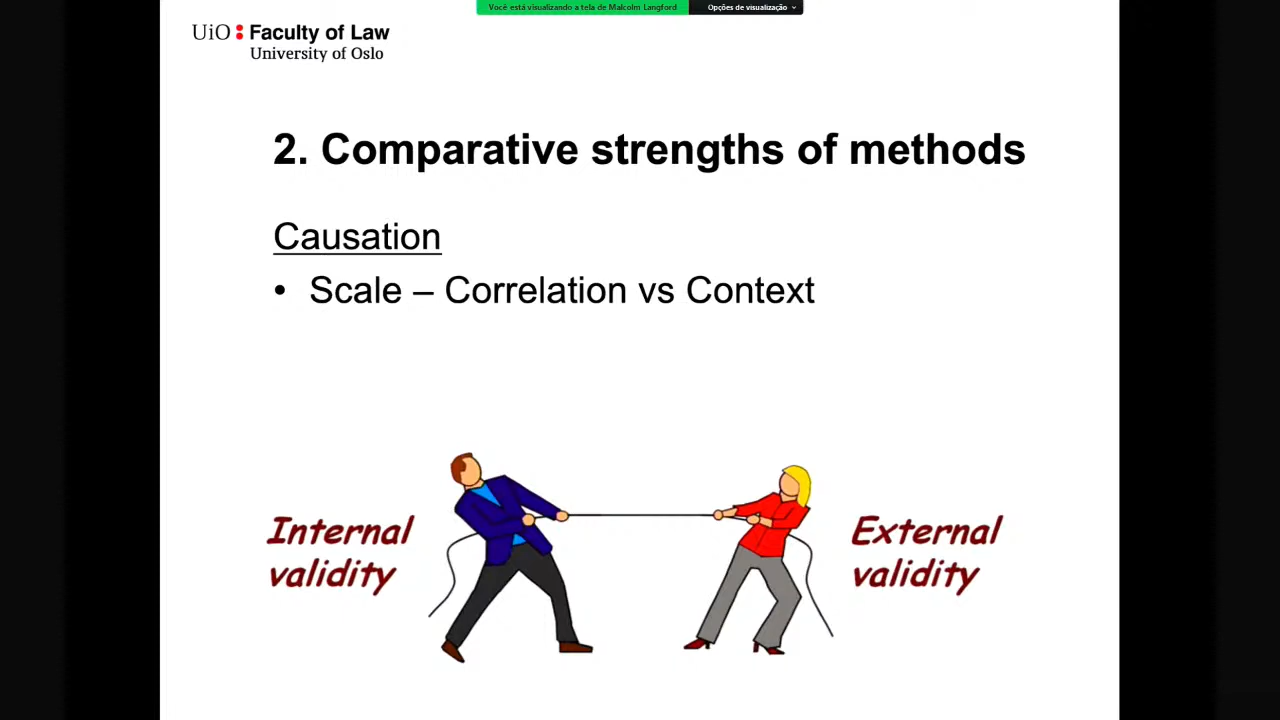 Você está visualizando a tela de Malcolm Langford Opções de visualização
UiO Faculty of Law
University of Oslo
2. Comparative strengths of methods
Causation
• Scale – Correlation vs Context
Internal validity
External validity